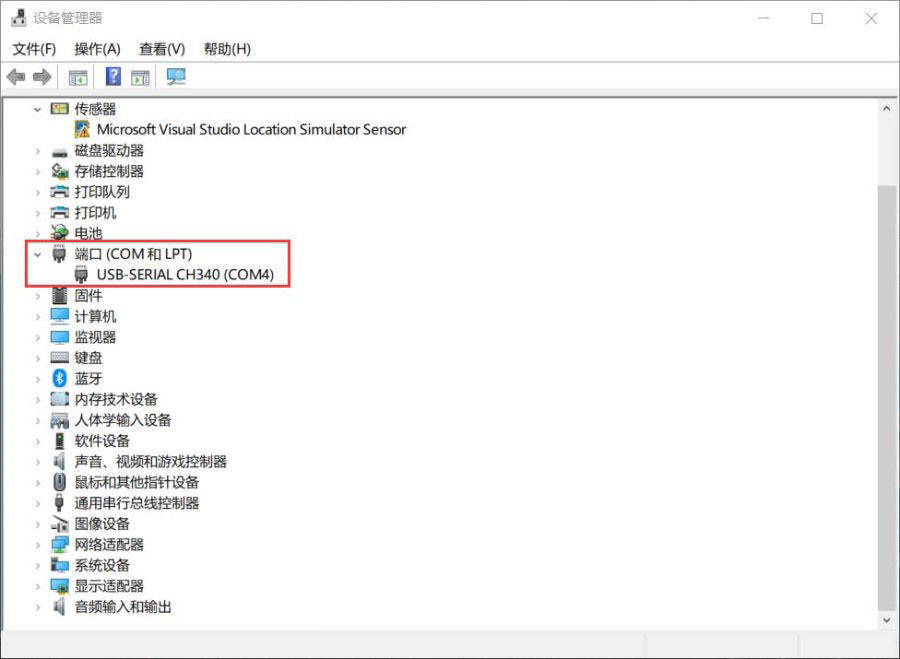 设备管理器
文件(F) 操作(A) 查看(V) 帮助(H)
传感器
Microsoft Visual Studio Location Simulator Sensor
磁盘驱动器
存储控制器
打印队列
打印机
电池
端口 (COM 和 LPT)
USB-SERIAL CH340 (COM4)
固件
计算机
监视器
键盘
蓝牙
内存技术设备
人体学输入设备
软件设备
声音、视频和游戏控制器
鼠标和其他指针设备
通用串行总线控制器
图像设备
网络适配器
系统设备
显示适配器
音频输入和输出